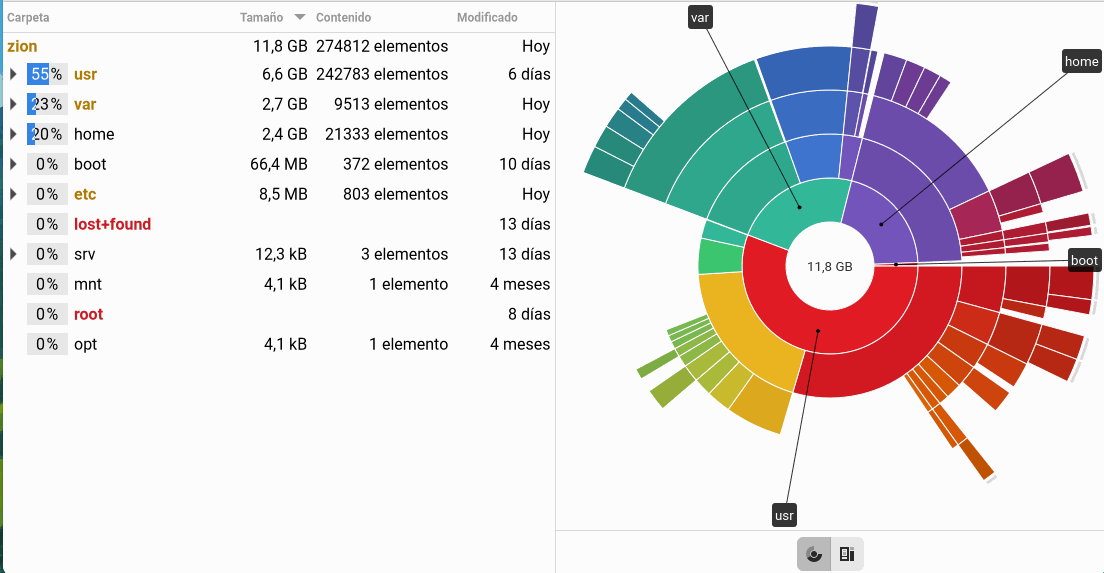 Carpeta Tamaño Contenido Modificado
zion 11,8 GB 274812 elementos Hoy
55% usr 6,6 GB 242783 elementos 6 días
23% var 2,7 GB 9513 elementos Hoy
20% home 2,4 GB 21333 elementos Hoy
0% boot 66,4 MB 372 elementos 10 días
0% etc 8,5 MB 803 elementos Hoy
0% lost+found 13 días
0% srv 12,3 kB 3 elementos 13 días
0% mnt 4,1 kB 1 elemento 4 meses
0% root 8 días
0% opt 4,1 kB 1 elemento 4 meses
var
home
11,8 GB
boot
usr